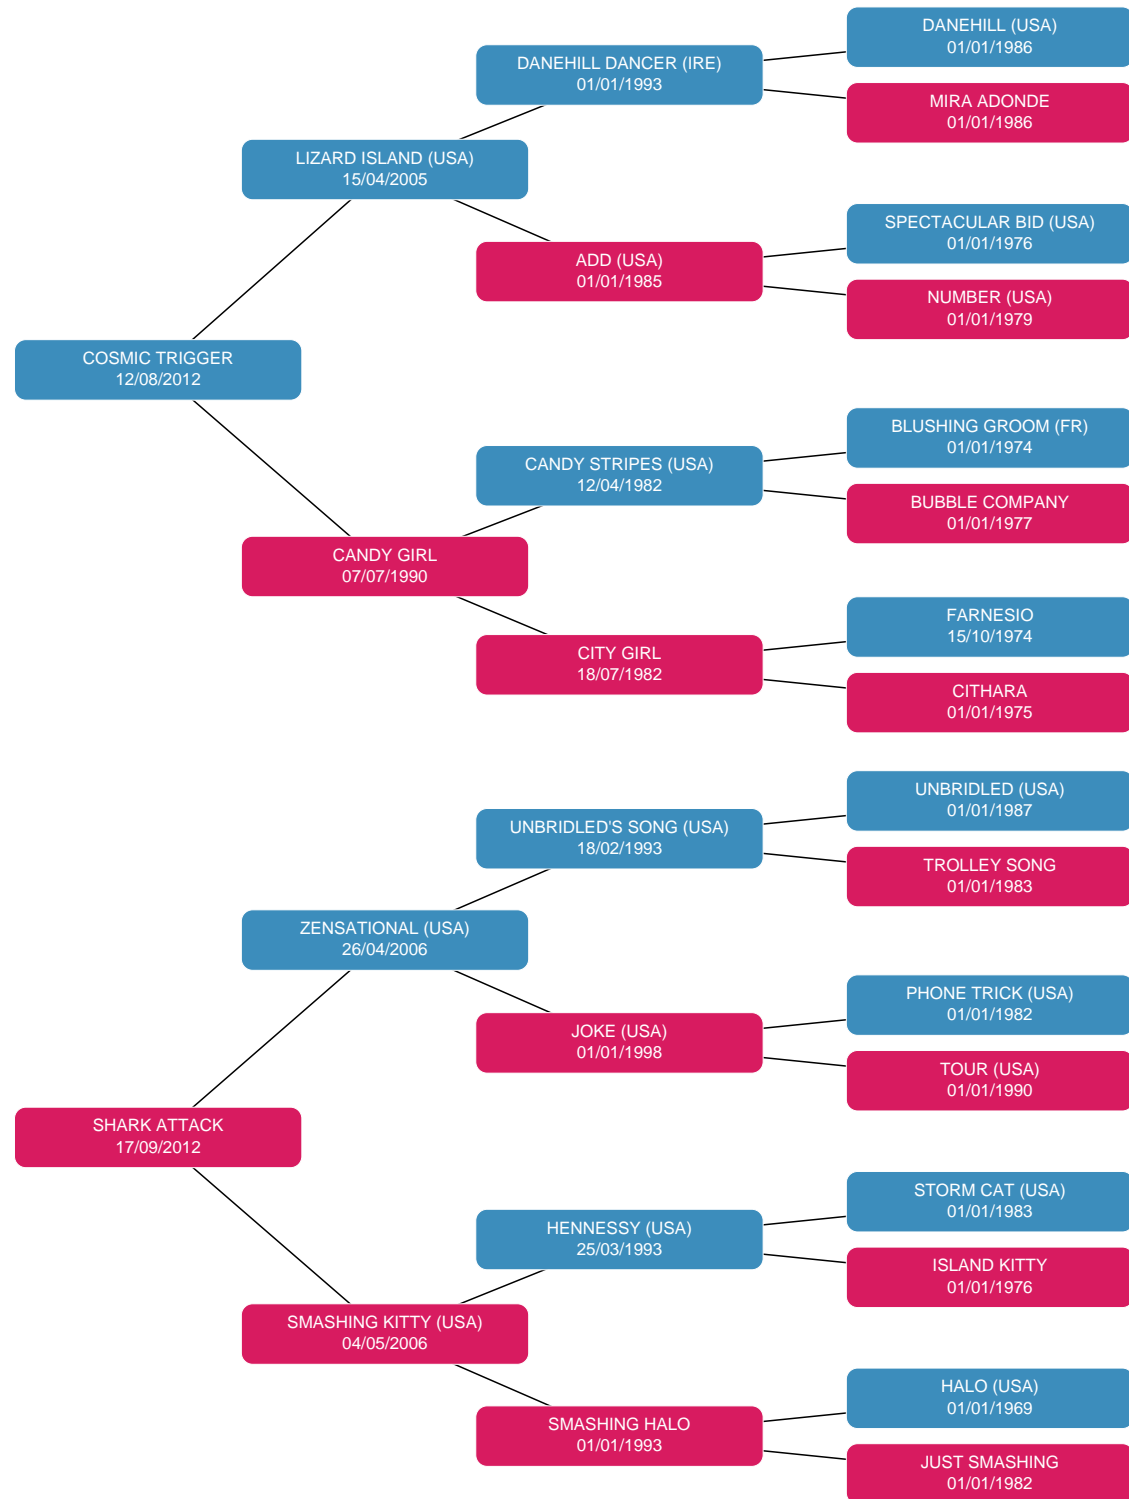 DANEHILL (USA)
01/01/1986
DANEHILL DANCER (IRE)
01/01/1993
MIRA ADONDE
01/01/1986
LIZARD ISLAND (USA)
15/04/2005
SPECTACULAR BID (USA)
01/01/1976
ADD (USA)
01/01/1985
NUMBER (USA)
01/01/1979
COSMIC TRIGGER
12/08/2012
BLUSHING GROOM (FR)
01/01/1974
CANDY STRIPES (USA)
12/04/1982
BUBBLE COMPANY
01/01/1977
CANDY GIRL
07/07/1990
FARNESIO
15/10/1974
CITY GIRL
18/07/1982
CITHARA
01/01/1975
UNBRIDLED (USA)
01/01/1987
UNBRIDLED'S SONG (USA)
18/02/1993
TROLLEY SONG
01/01/1983
ZENSATIONAL (USA)
26/04/2006
PHONE TRICK (USA)
01/01/1982
JOKE (USA)
01/01/1998
TOUR (USA)
01/01/1990
SHARK ATTACK
17/09/2012
STORM CAT (USA)
01/01/1983
HENNESSY (USA)
25/03/1993
ISLAND KITTY
01/01/1976
SMASHING KITTY (USA)
04/05/2006
HALO (USA)
01/01/1969
SMASHING HALO
01/01/1993
JUST SMASHING
01/01/1982